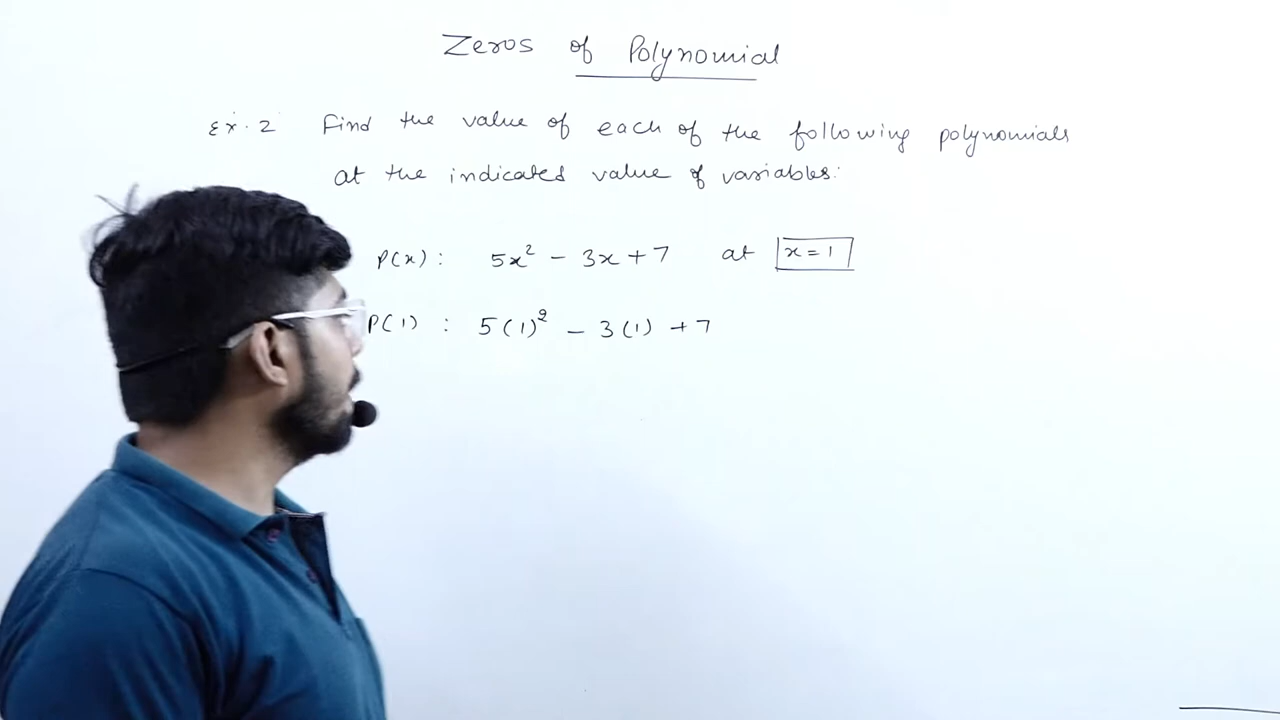 Zeros of Polynomial
Ex. 2 Find the value of each of the following polynomials
at the indicated value of variables:
P(x) : 5x² - 3x + 7 at x = 1
P(1) : 5(1)² - 3(1) + 7